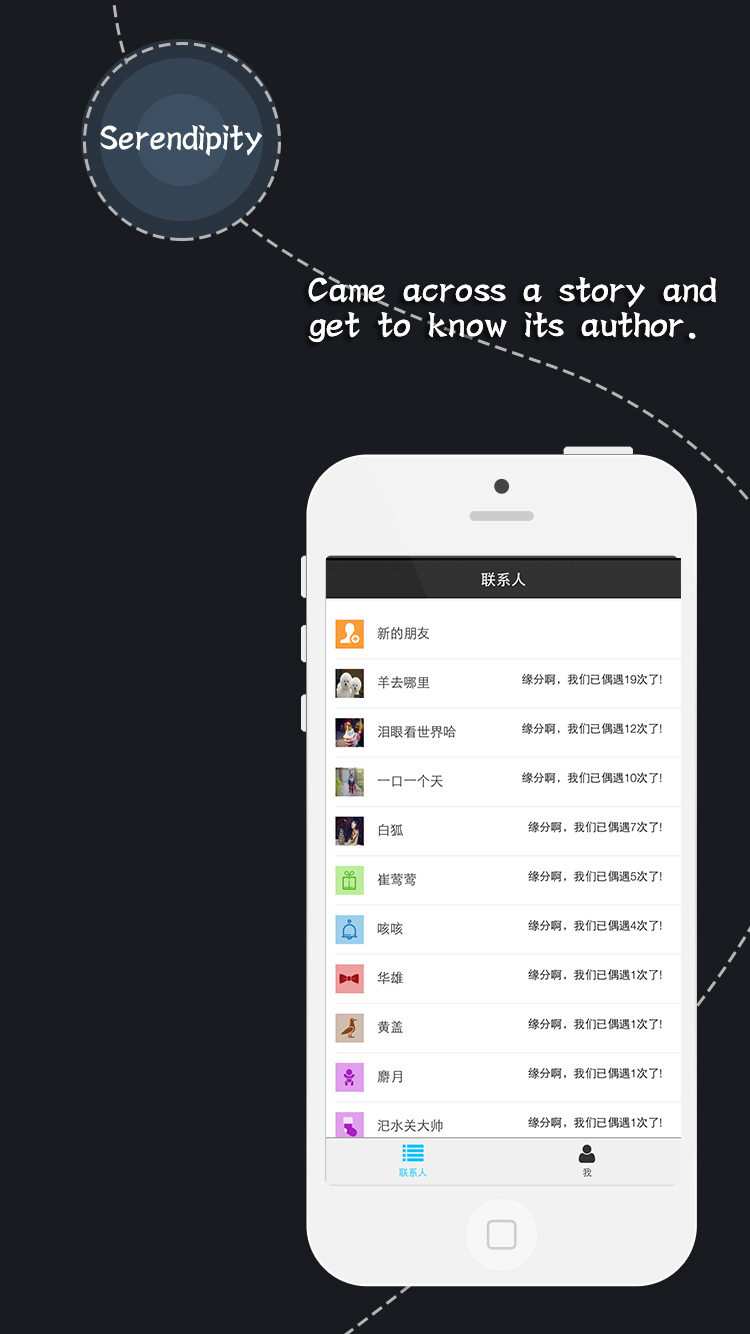 Serendipity
Came across a story and
get to know its author.
联系人
新的朋友
羊去哪里 缘分啊，我们已偶遇19次了!
泪眼看世界哈 缘分啊，我们已偶遇12次了!
一口一个天 缘分啊，我们已偶遇10次了!
白狐 缘分啊，我们已偶遇7次了!
崔莺莺 缘分啊，我们已偶遇5次了!
咳咳 缘分啊，我们已偶遇4次了!
华雄 缘分啊，我们已偶遇1次了!
黄盖 缘分啊，我们已偶遇1次了!
麝月 缘分啊，我们已偶遇1次了!
汜水关大帅 缘分啊，我们已偶遇1次了!
联系人 我